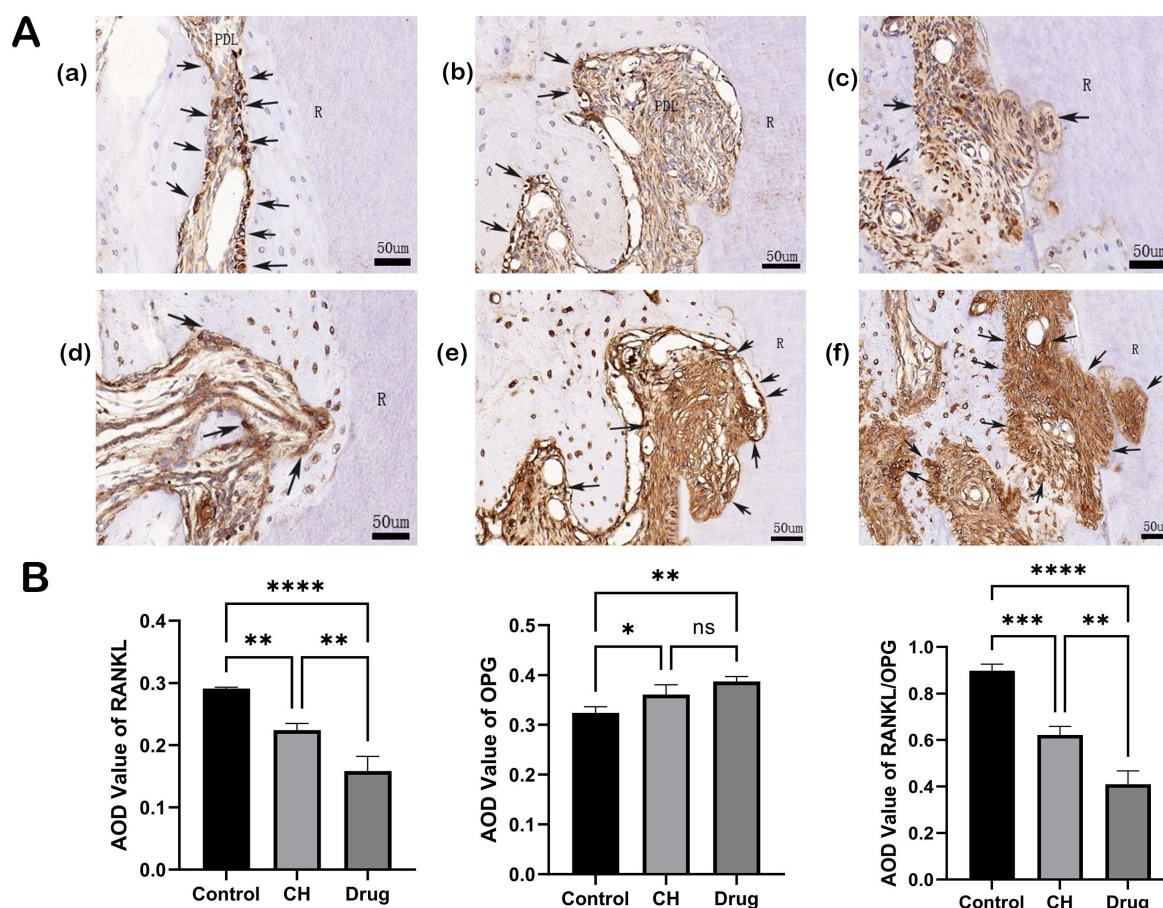 A
(a)
PDL
R
50um
(b)
PDL
R
50um
(c)
R
50um
(d)
R
50um
(e)
R
50um
(f)
R
50um
B
AOD Value of RANKL
0.4
0.3
0.2
0.1
0.0
****
** **
Control CH Drug
AOD Value of OPG
0.5
0.4
0.3
0.2
0.1
0.0
**
* ns
Control CH Drug
AOD Value of RANKL/OPG
1.0
0.8
0.6
0.4
0.2
0.0
****
*** **
Control CH Drug